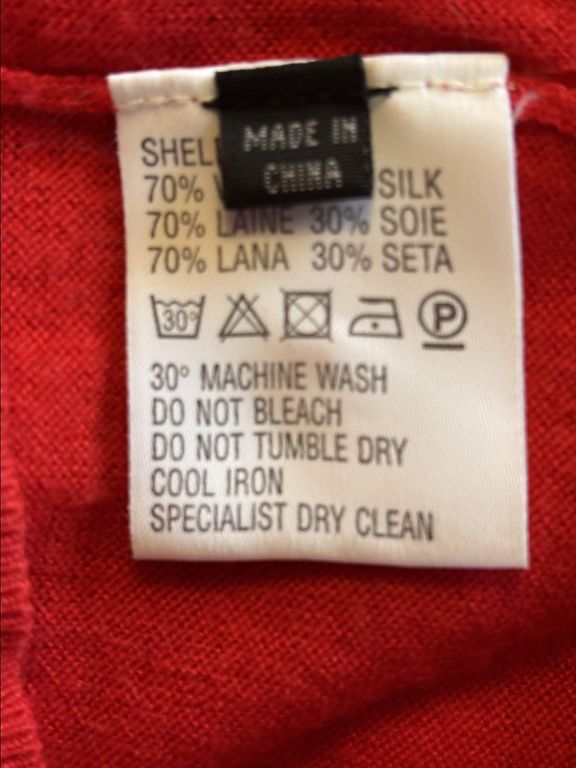 MADE IN
CHINA
SHEL
70% SILK
70% LAINE 30% SOIE
70% LANA 30% SETA
30° P
30° MACHINE WASH
DO NOT BLEACH
DO NOT TUMBLE DRY
COOL IRON
SPECIALIST DRY CLEAN